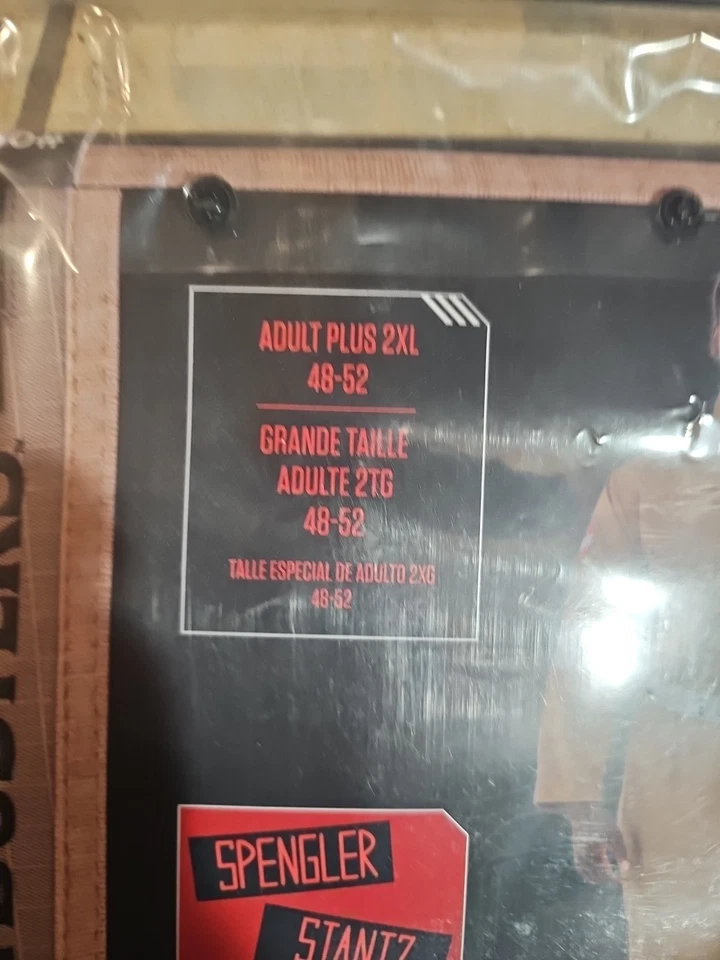 ADULT PLUS 2XL
48-52
GRANDE TAILLE
ADULTE 2TG
48-52
TALLE ESPECIAL DE ADULTO 2XG
48-52
SPENGLER
STANTZ